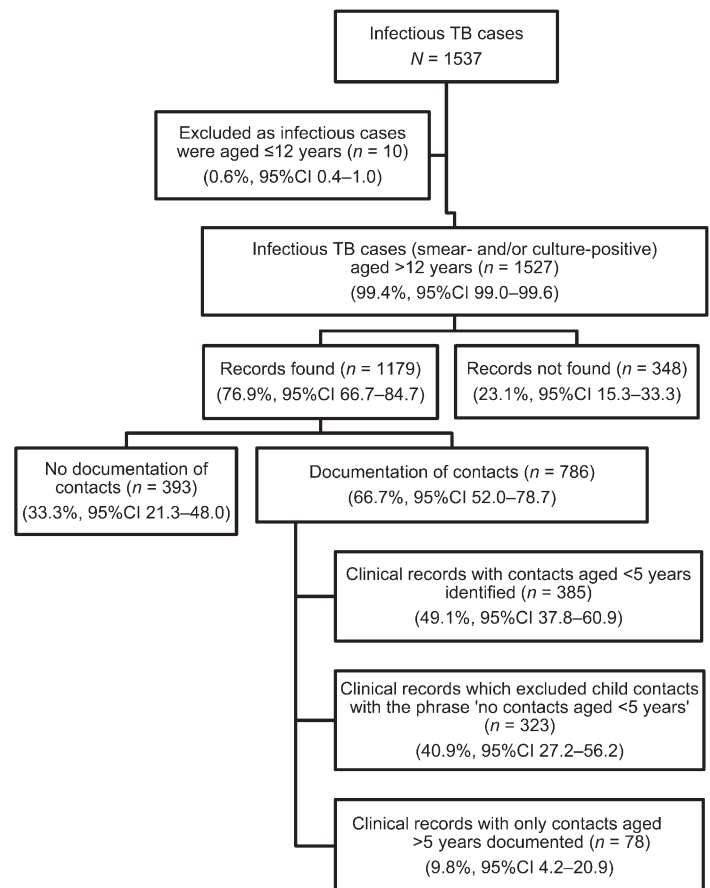 Infectious TB cases
N = 1537
Excluded as infectious cases
were aged ≤12 years (n = 10)
(0.6%, 95%CI 0.4–1.0)
Infectious TB cases (smear- and/or culture-positive)
aged >12 years (n = 1527)
(99.4%, 95%CI 99.0–99.6)
Records found (n = 1179)
(76.9%, 95%CI 66.7–84.7)
Records not found (n = 348)
(23.1%, 95%CI 15.3–33.3)
No documentation of
contacts (n = 393)
(33.3%, 95%CI 21.3–48.0)
Documentation of contacts (n = 786)
(66.7%, 95%CI 52.0–78.7)
Clinical records with contacts aged <5 years
identified (n = 385)
(49.1%, 95%CI 37.8–60.9)
Clinical records which excluded child contacts
with the phrase 'no contacts aged <5 years'
(n = 323)
(40.9%, 95%CI 27.2–56.2)
Clinical records with only contacts aged
>5 years documented (n = 78)
(9.8%, 95%CI 4.2–20.9)